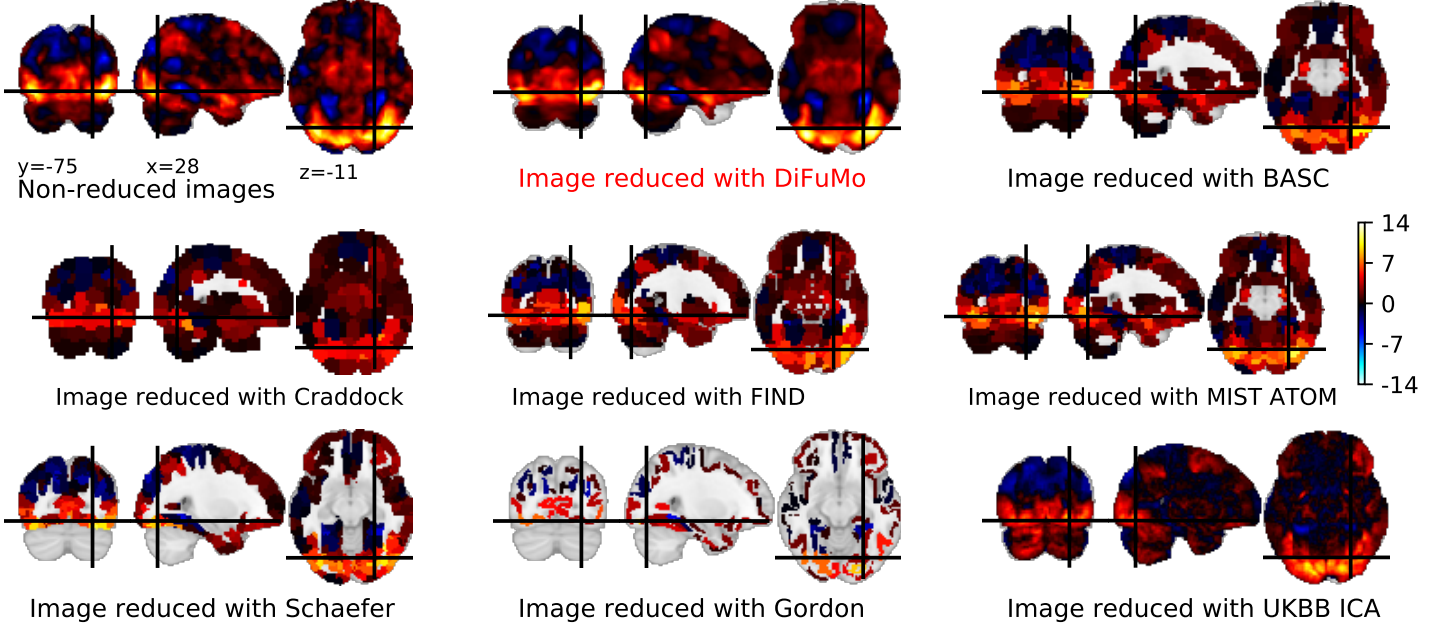 y=-75
x=28
z=-11
Non-reduced images
Image reduced with DiFuMo
Image reduced with BASC
14
7
0
-7
-14
Image reduced with Craddock
Image reduced with FIND
Image reduced with MIST ATOM
Image reduced with Schaefer
Image reduced with Gordon
Image reduced with UKBB ICA